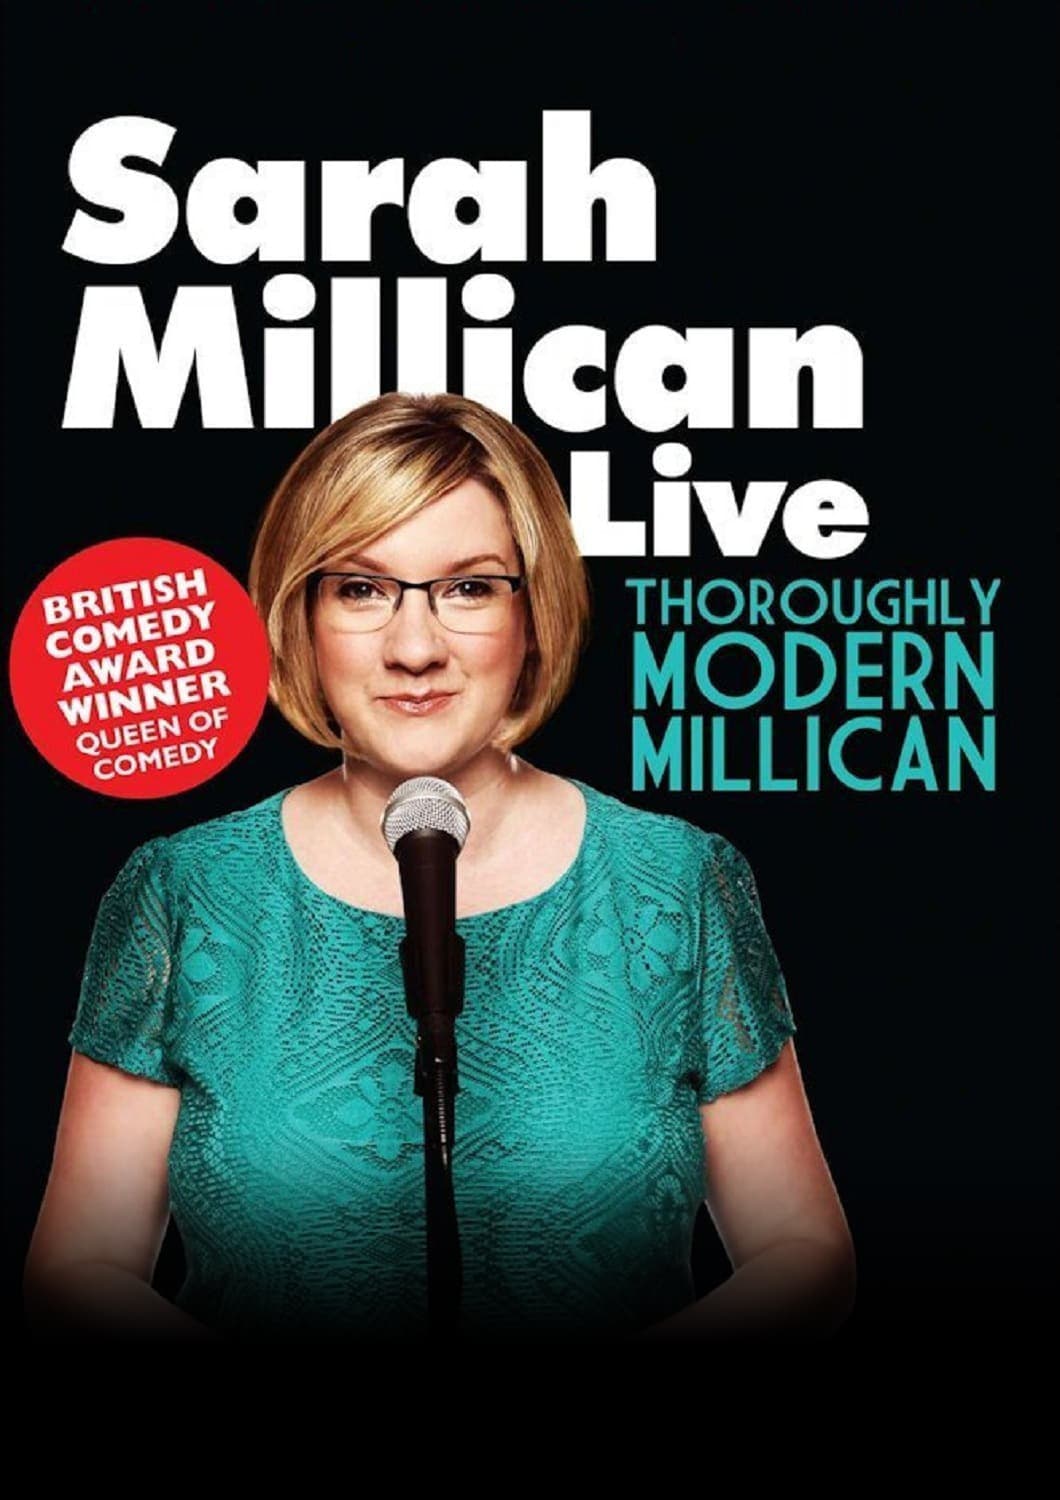 Sarah
Millican
Live
THOROUGHLY
MODERN
MILLICAN
BRITISH
COMEDY
AWARD
WINNER
QUEEN OF
COMEDY